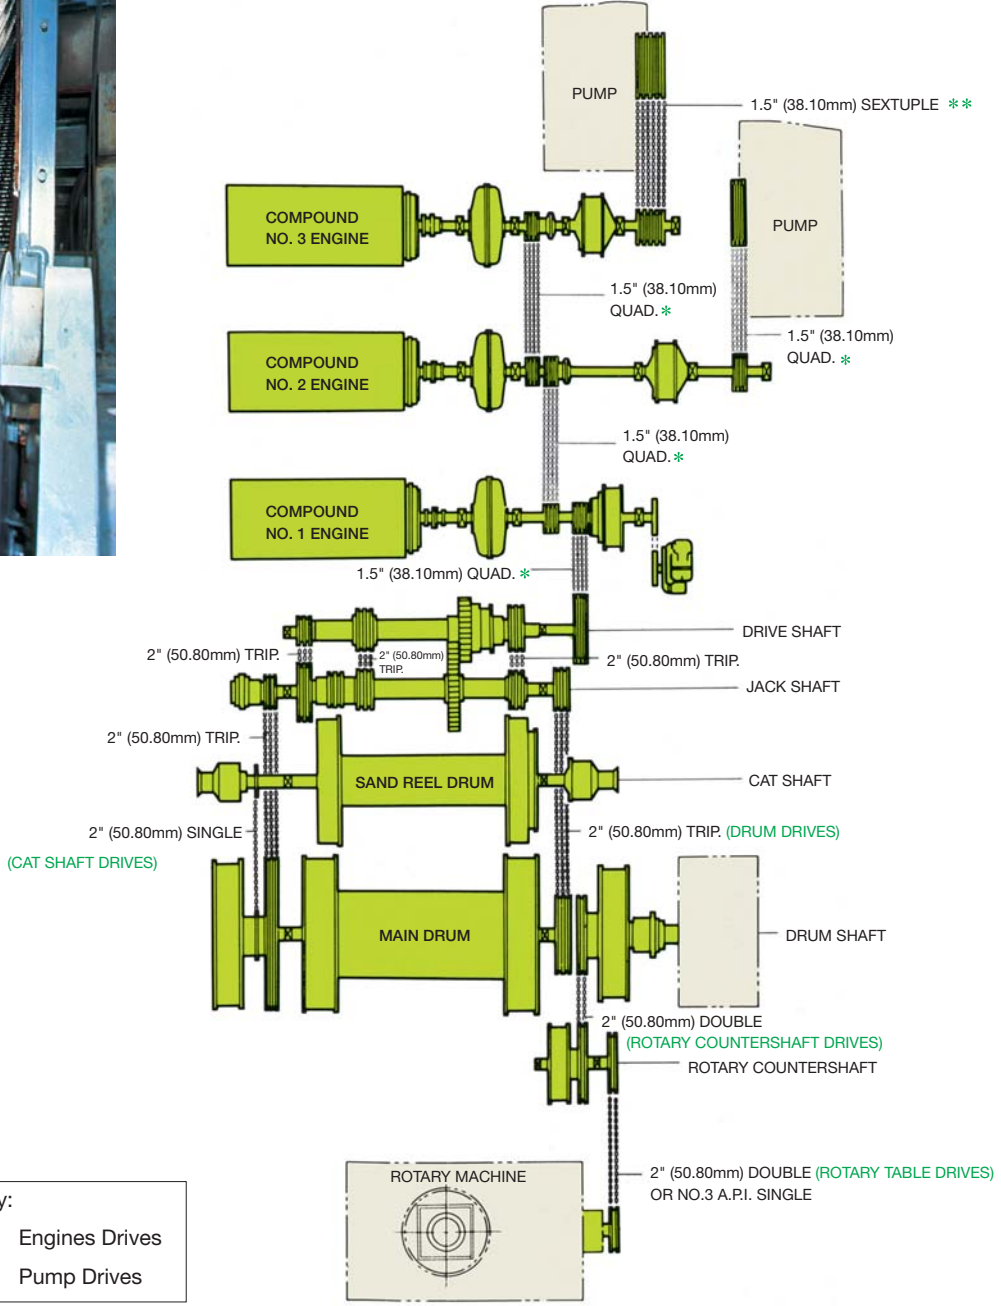 PUMP
1.5" (38.10mm) SEXTUPLE **
COMPOUND
NO. 3 ENGINE
PUMP
1.5" (38.10mm)
QUAD. *
1.5" (38.10mm)
QUAD. *
COMPOUND
NO. 2 ENGINE
1.5" (38.10mm)
QUAD. *
COMPOUND
NO. 1 ENGINE
1.5" (38.10mm) QUAD. *
DRIVE SHAFT
2" (50.80mm) TRIP.
2" (50.80mm)
TRIP.
2" (50.80mm) TRIP.
JACK SHAFT
2" (50.80mm) TRIP.
SAND REEL DRUM
CAT SHAFT
2" (50.80mm) SINGLE
(CAT SHAFT DRIVES)
2" (50.80mm) TRIP. (DRUM DRIVES)
MAIN DRUM
DRUM SHAFT
2" (50.80mm) DOUBLE
(ROTARY COUNTERSHAFT DRIVES)
ROTARY COUNTERSHAFT
ROTARY MACHINE
2" (50.80mm) DOUBLE (ROTARY TABLE DRIVES)
OR NO.3 A.P.I. SINGLE
y:
Engines Drives
Pump Drives